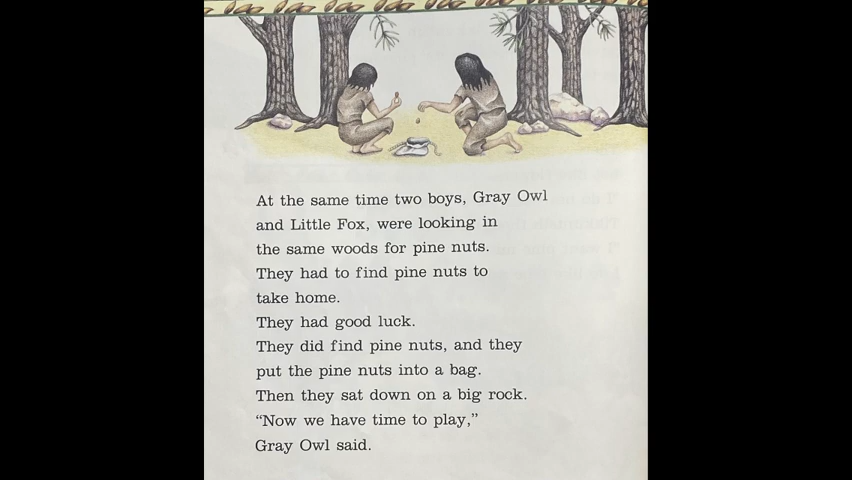 At the same time two boys, Gray Owl
and Little Fox, were looking in
the same woods for pine nuts.
They had to find pine nuts to
take home.
They had good luck.
They did find pine nuts, and they
put the pine nuts into a bag.
Then they sat down on a big rock.
“Now we have time to play,”
Gray Owl said.